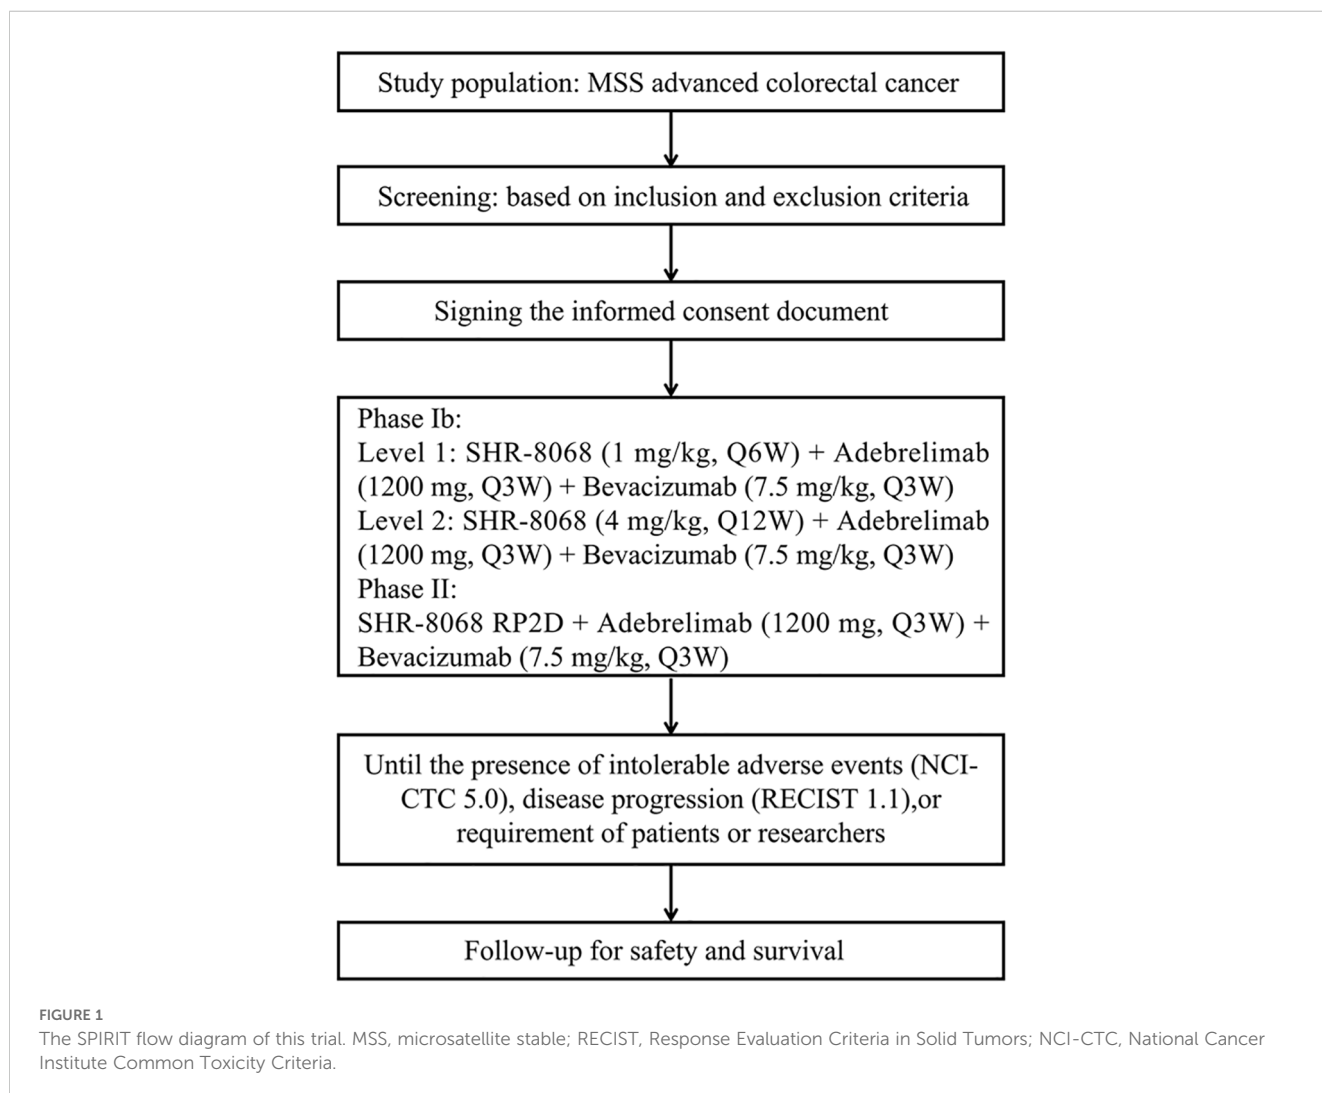 Study population: MSS advanced colorectal cancer
Screening: based on inclusion and exclusion criteria
Signing the informed consent document
Phase Ib:
Level 1: SHR-8068 (1 mg/kg, Q6W) + Adebrelimab
(1200 mg, Q3W) + Bevacizumab (7.5 mg/kg, Q3W)
Level 2: SHR-8068 (4 mg/kg, Q12W) + Adebrelimab
(1200 mg, Q3W) + Bevacizumab (7.5 mg/kg, Q3W)
Phase II:
SHR-8068 RP2D + Adebrelimab (1200 mg, Q3W) +
Bevacizumab (7.5 mg/kg, Q3W)
Until the presence of intolerable adverse events (NCI-
CTC 5.0), disease progression (RECIST 1.1),or
requirement of patients or researchers
Follow-up for safety and survival
FIGURE 1
The SPIRIT flow diagram of this trial. MSS, microsatellite stable; RECIST, Response Evaluation Criteria in Solid Tumors; NCI-CTC, National Cancer
Institute Common Toxicity Criteria.